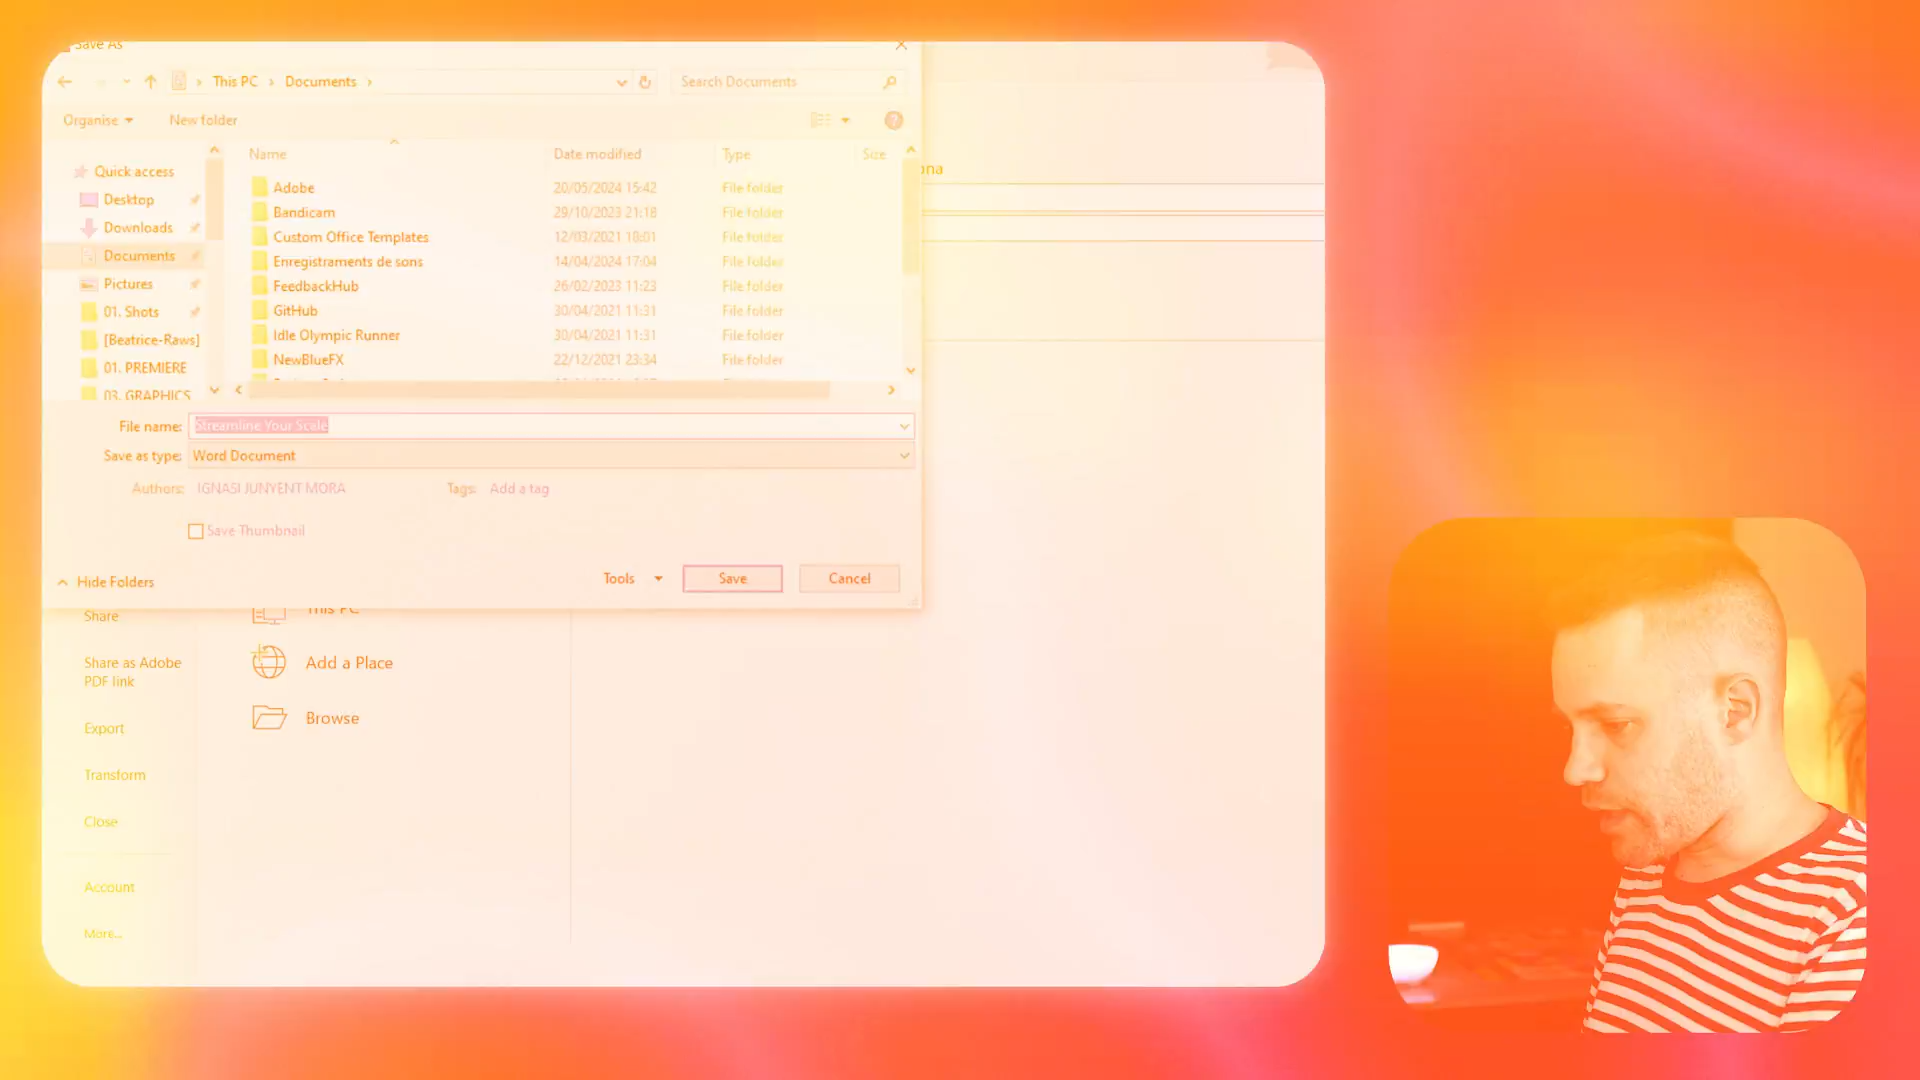 Save As
This PC > Documents >
Search Documents
Organise
New folder
Name
Date modified
Type
Size
Quick access
Desktop
Downloads
Documents
Pictures
01. Shots
[Beatrice-Raws]
01. PREMIERE
03. GRAPHICS
Adobe 20/05/2024 15:42 File folder
Bandicam 29/10/2023 21:18 File folder
Custom Office Templates 12/03/2021 18:01 File folder
Enregistraments de sons 14/04/2024 17:04 File folder
FeedbackHub 26/02/2023 11:23 File folder
GitHub 30/04/2021 11:31 File folder
Idle Olympic Runner 30/04/2021 11:31 File folder
NewBlueFX 22/12/2021 23:34 File folder
ona
File name: Streamline Your Scale
Save as type: Word Document
Authors: IGNASI JUNYENT MORA
Tags: Add a tag
Save Thumbnail
Hide Folders
Tools
Save
Cancel
Share
Share as Adobe
PDF link
Export
Transform
Close
Account
More...
This PC
Add a Place
Browse